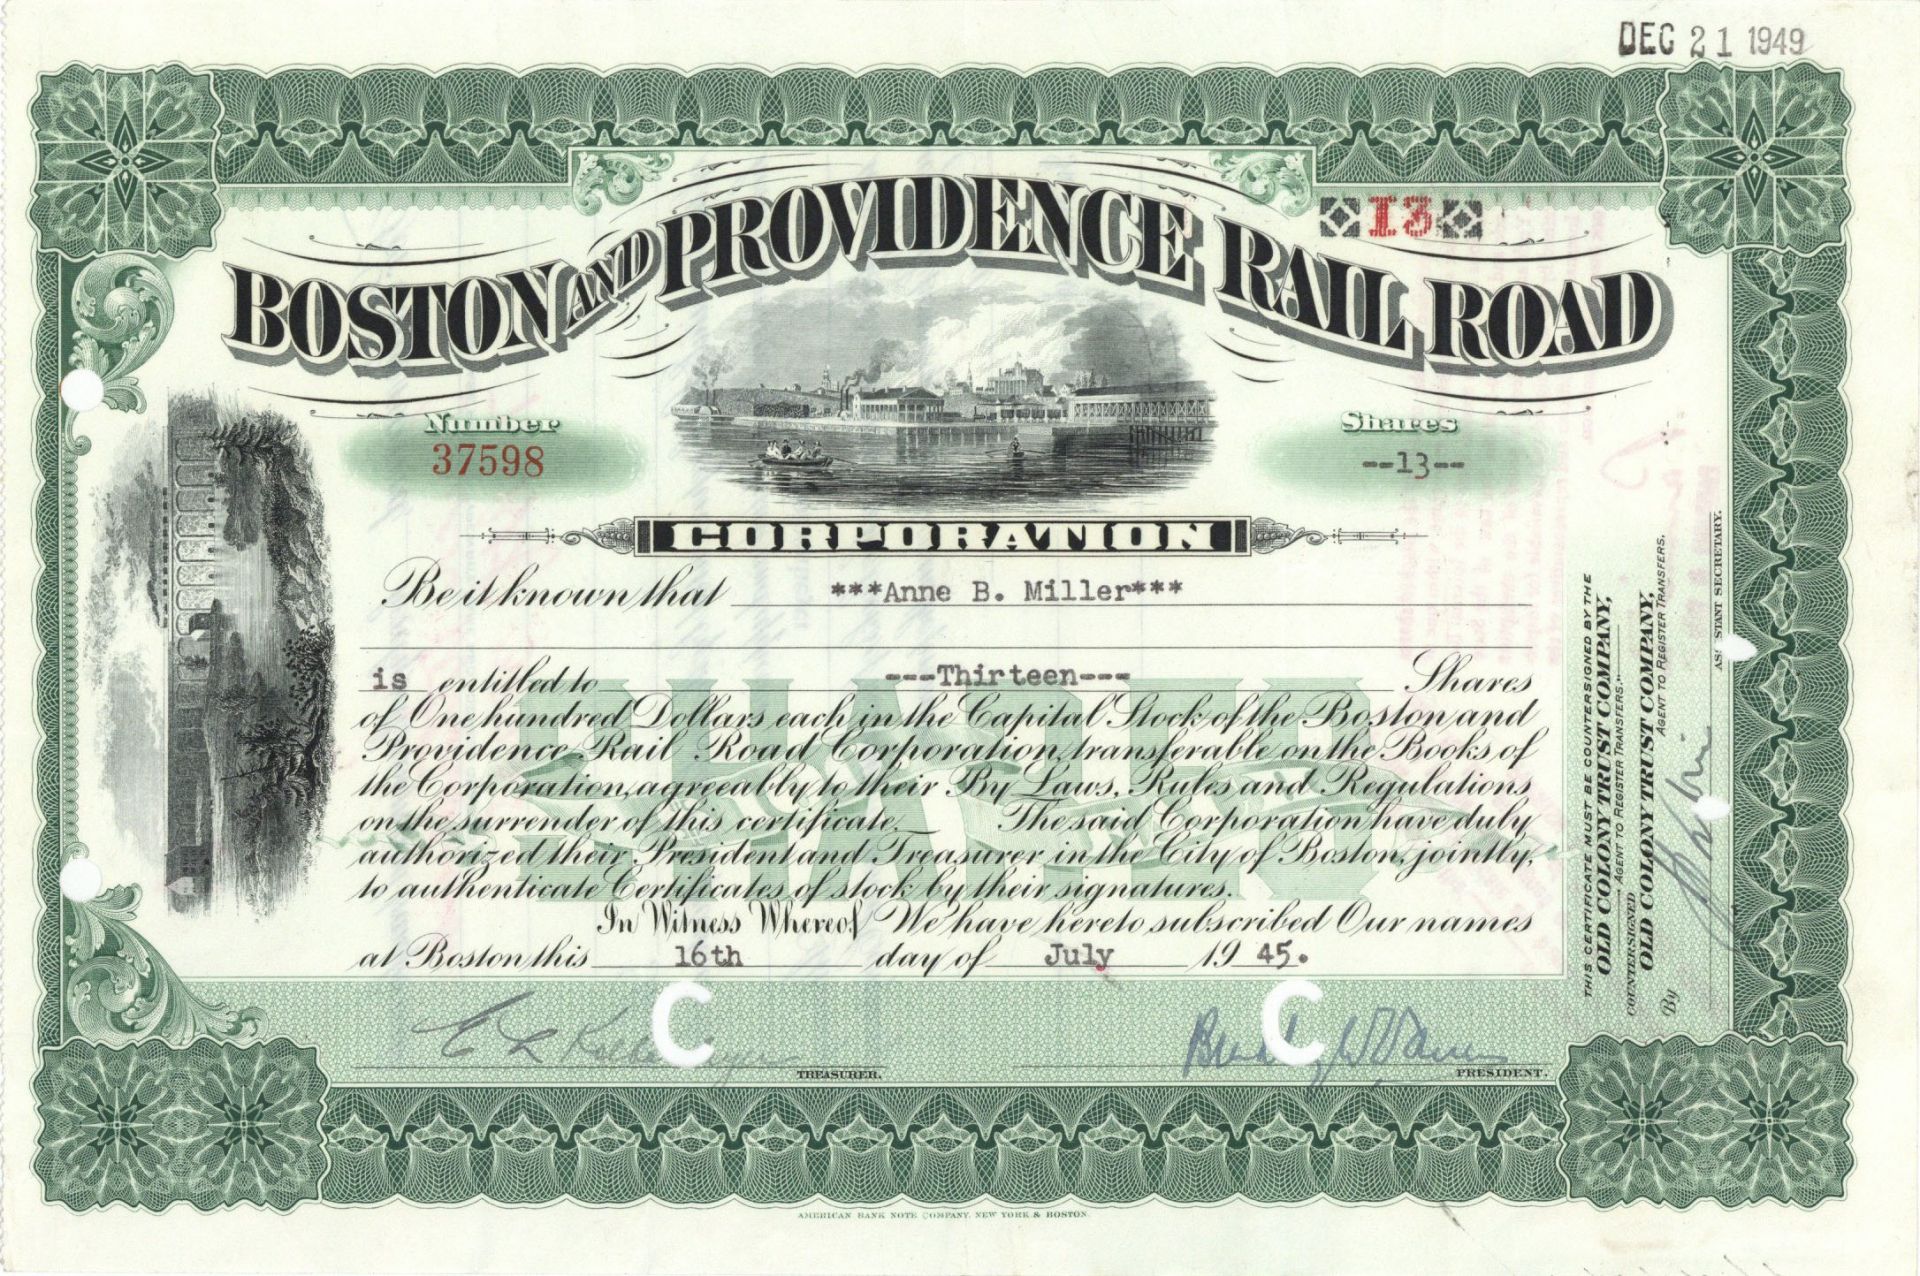 DEC 21 1949
BOSTON AND PROVIDENCE RAIL ROAD
13
Number
37598
Shares
--13--
CORPORATION
Be it known that ***Anne B. Miller***
is entitled to ---Thirteen--- Shares
of One hundred Dollars each in the Capital Stock of the Boston and
Providence Rail Road Corporation, transferable on the Books of
the Corporation, agreeably to their By Laws, Rules and Regulations
on the surrender of this certificate. The said Corporation have duly
authorized their President and Treasurer in the City of Boston, jointly,
to authenticate Certificates of stock by their signatures.
In Witness Whereof We have hereto subscribed Our names
at Boston this 16th day of July 1945.
TREASURER.
PRESIDENT.
C
C
SHARES
THIS CERTIFICATE MUST BE COUNTERSIGNED BY THE
OLD COLONY TRUST COMPANY,
AGENT TO REGISTER TRANSFERS.
COUNTERSIGNED
OLD COLONY TRUST COMPANY,
AGENT TO REGISTER TRANSFERS.
By
ASSISTANT SECRETARY.
AMERICAN BANK NOTE COMPANY, NEW YORK & BOSTON.